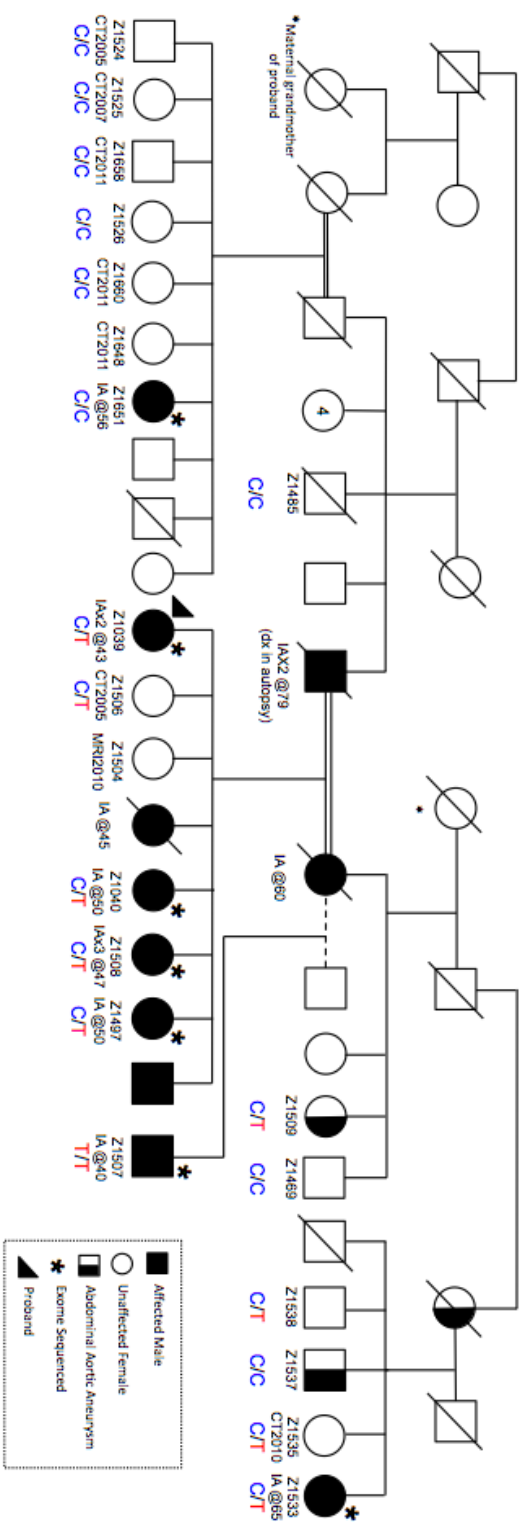 * Maternal grandmother
of proband
*
4
Z1485
C/C
IAX2 @79
(dx in autopsy)
IA @60
Z1509
C/T
Z1469
C/C
Z1538
C/T
Z1537
C/C
Z1535
CT2010
C/T
Z1533
IA @65
C/T
*
Z1524
CT2005
C/C
Z1525
CT2007
C/C
Z1658
CT2011
C/C
Z1526
C/C
Z1660
CT2011
C/C
Z1648
CT2011
Z1651
IA @56
C/C
*
Z1039
IAx2 @43
C/T
*
Z1506
CT2005
C/T
Z1504
MRI2010
IA @45
Z1040
IA @50
C/T
*
Z1508
IAx3 @47
C/T
*
Z1497
IA @50
C/T
*
Z1507
IA @40
T/T
*
Affected Male
Unaffected Female
Abdominal Aortic Aneurysm
* Exome Sequenced
Proband